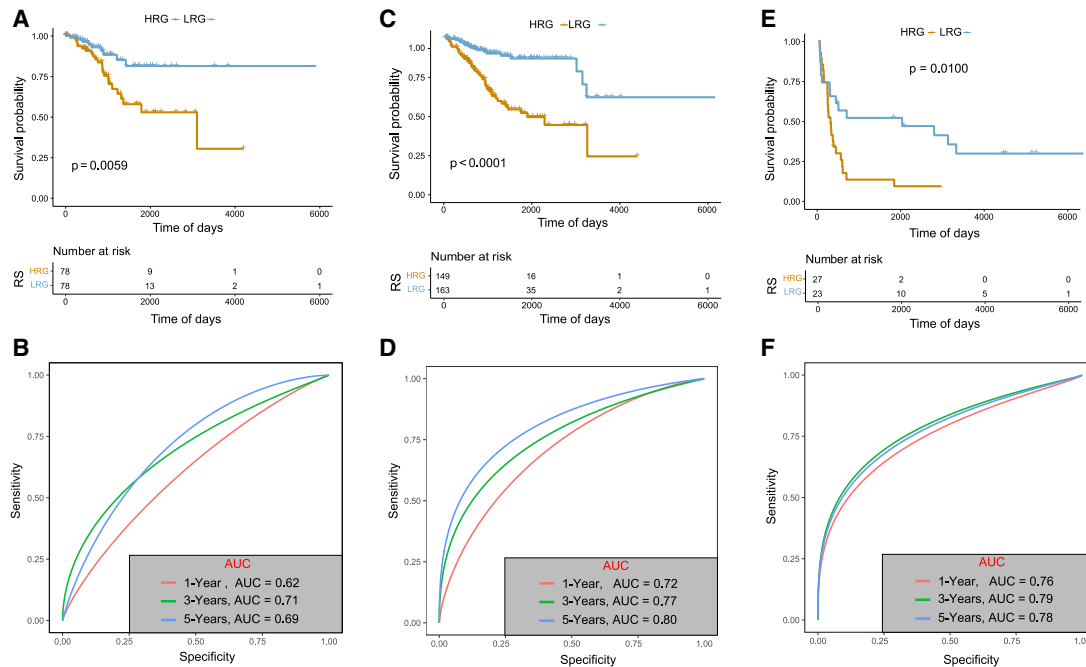 A
HRG LRG
Survival probability
1.00
0.75
0.50
0.25
0.00
p = 0.0059
0 2000 4000 6000
Time of days
Number at risk
RS
HRG 78 9 1 0
LRG 78 13 2 1
0 2000 4000 6000
Time of days
C
HRG LRG
Survival probability
1.00
0.75
0.50
0.25
0.00
p < 0.0001
0 2000 4000 6000
Time of days
Number at risk
RS
HRG 149 16 1 0
LRG 163 35 2 1
0 2000 4000 6000
Time of days
E
HRG LRG
Survival probability
1.00
0.75
0.50
0.25
0.00
p = 0.0100
0 2000 4000 6000
Time of days
Number at risk
RS
HRG 27 2 0 0
LRG 23 10 5 1
0 2000 4000 6000
Time of days
B
Sensitivity
1.00
0.75
0.50
0.25
0.00
AUC
1-Year , AUC = 0.62
3-Years, AUC = 0.71
5-Years, AUC = 0.69
0.00 0.25 0.50 0.75 1.00
Specificity
D
Sensitivity
1.00
0.75
0.50
0.25
0.00
AUC
1-Year, AUC = 0.72
3-Years, AUC = 0.77
5-Years, AUC = 0.80
0.00 0.25 0.50 0.75 1.00
Specificity
F
Sensitivity
1.00
0.75
0.50
0.25
0.00
AUC
1-Year, AUC = 0.76
3-Years, AUC = 0.79
5-Years, AUC = 0.78
0.00 0.25 0.50 0.75 1.00
Specificity